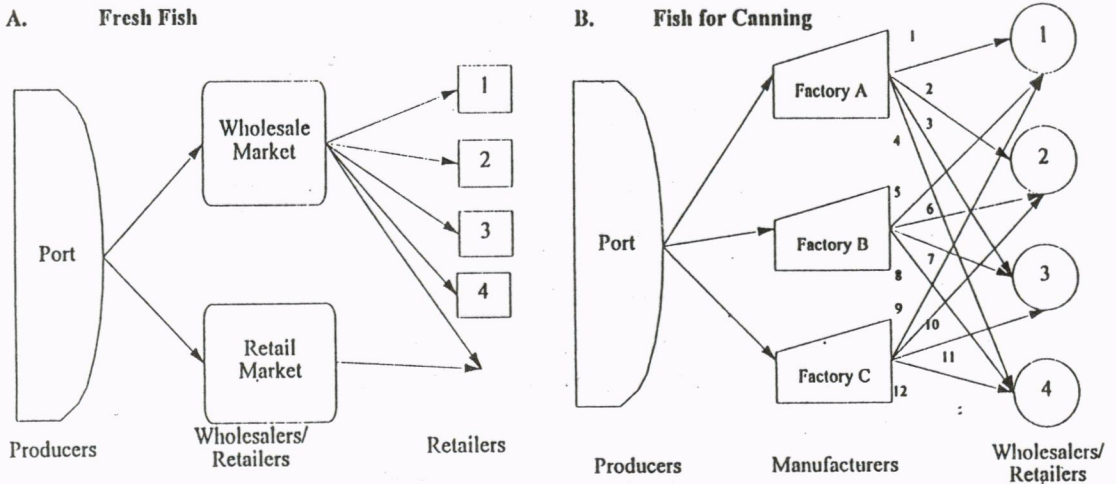 A. Fresh Fish
Port
Wholesale
Market
Retail
Market
1
2
3
4
Producers
Wholesalers/
Retailers
Retailers
B. Fish for Canning
Port
Factory A
Factory B
Factory C
1
2
3
4
5
6
7
8
9
10
11
12
1
2
3
4
Producers
Manufacturers
Wholesalers/
Retailers